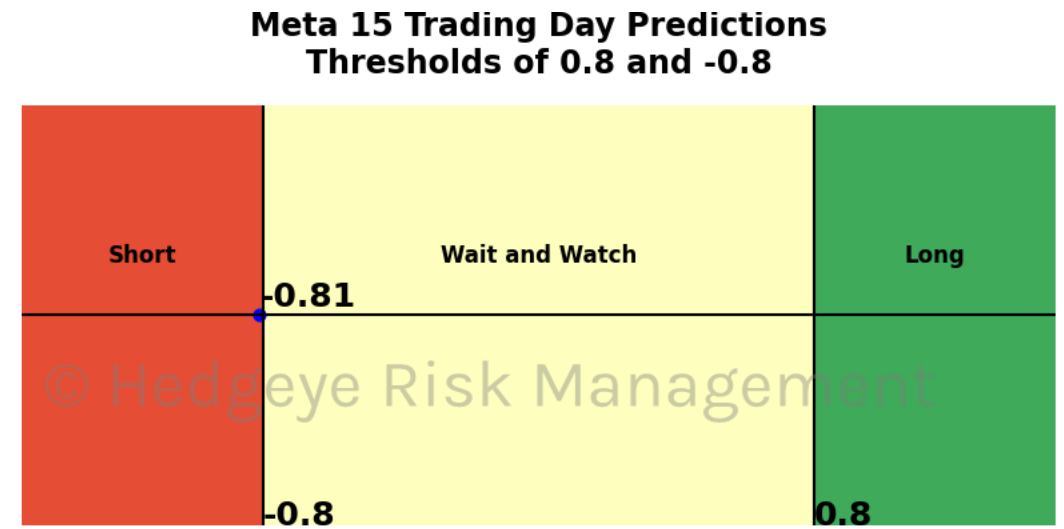 Meta 15 Trading Day Predictions
Thresholds of 0.8 and -0.8
Short
Wait and Watch
Long
-0.81
© Hedgeye Risk Management
-0.8
0.8